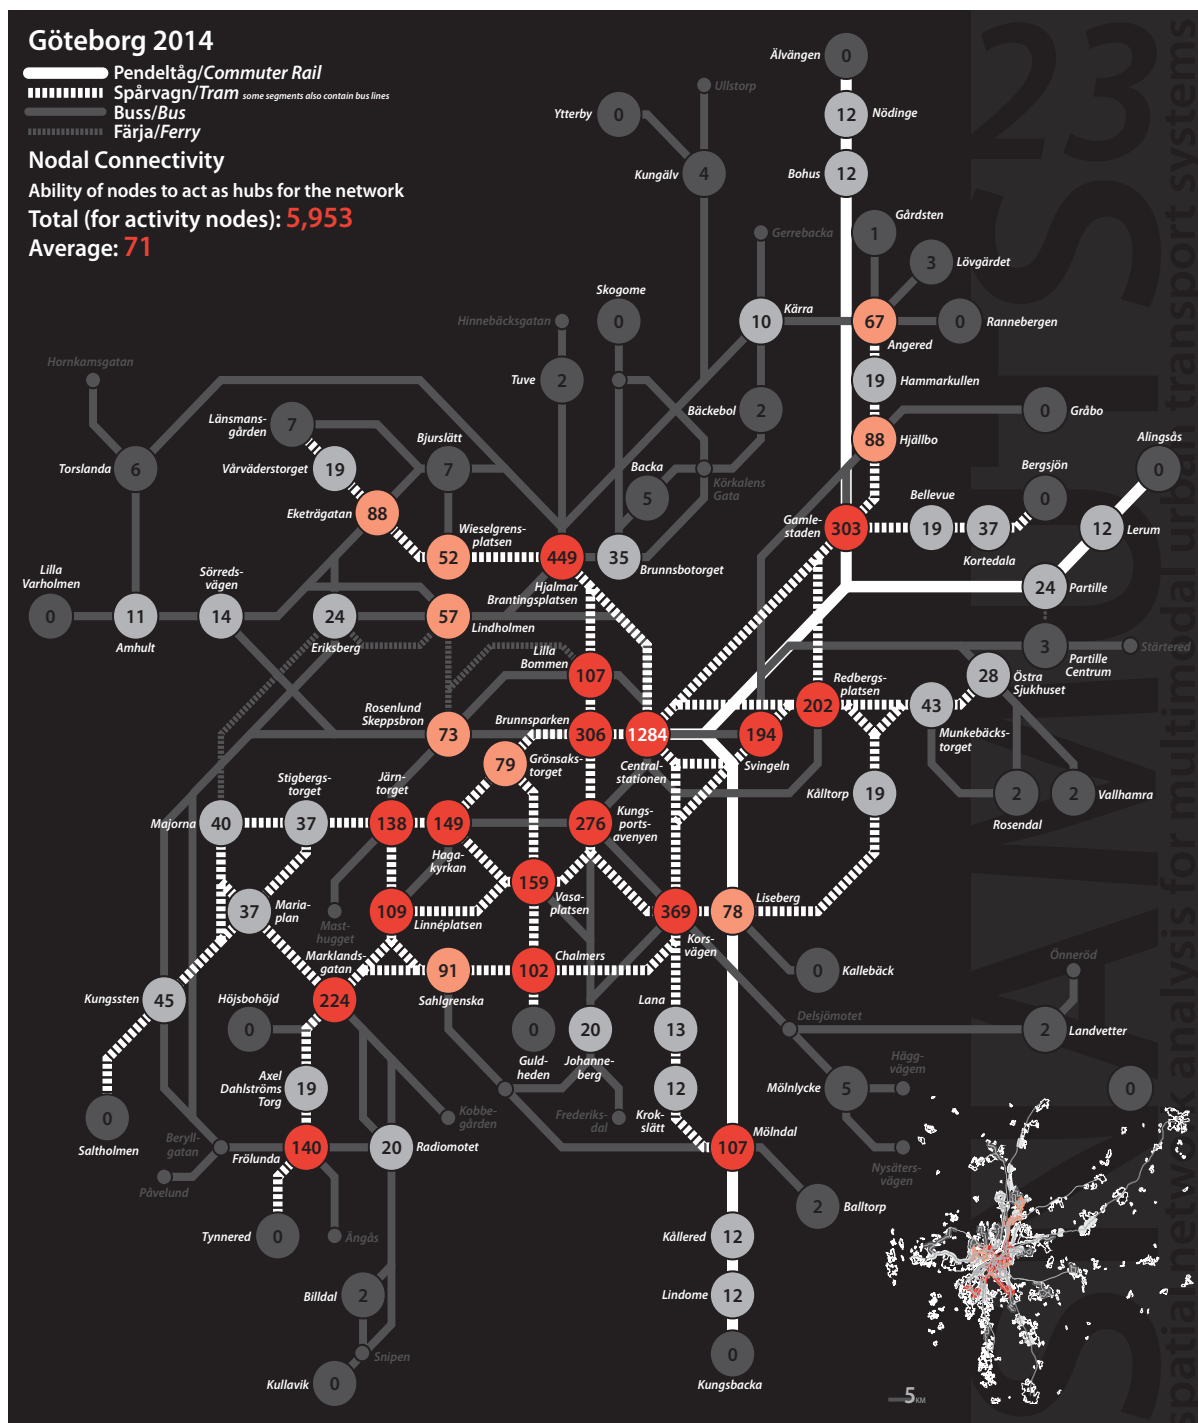 Göteborg 2014
Pendeltåg/Commuter Rail
Spårvagn/Tram some segments also contain bus lines
Buss/Bus
Färja/Ferry
Nodal Connectivity
Ability of nodes to act as hubs for the network
Total (for activity nodes): 5,953
Average: 71
23
SNAMUTS
spatial network analysis for multimodal urban transport systems
Älvängen
0
Ullstorp
Ytterby
0
12
Nödinge
Kungälv
4
Bohus
12
Gårdsten
1
Gerrebacka
3
Lövgärdet
Skogome
0
Hinnebäcksgatan
10
Kärra
67
Angered
0
Rannebergen
Hornkamsgatan
Tuve
2
19
Hammarkullen
Bäckebol
2
0
Gråbo
Länsmans-
gården
7
88
Hjällbo
Alingsås
0
Torslanda
6
Vårväderstorget
19
Bjurslätt
7
Backa
5
Körkalens
Gata
Bergsjön
0
Eketrägatan
88
Bellevue
19
37
Kortedala
Wieselgrens-
platsen
52
449
Hjalmar
Brantingsplatsen
35
Brunnsbotorget
Gamle-
staden
303
12
Lerum
Lilla
Varholmen
0
11
Amhult
Sörreds-
vägen
14
24
Eriksberg
57
Lindholmen
24
Partille
Lilla
Bommen
107
3
Partille
Centrum
Störtered
28
Östra
Sjukhuset
Redbergs-
platsen
202
43
Munkebäcks-
torget
Rosenlund
Skeppsbron
73
Brunnsparken
306
1284
Central-
stationen
194
Svingeln
79
Grönsaks-
torget
Stigbergs-
torget
Järn-
torget
Kålltorp
19
2
Rosendal
2
Vallhamra
Majorna
40
37
138
149
Haga-
kyrkan
276
Kungs-
ports-
avenyen
159
Vasa-
platsen
37
Maria-
plan
Mast-
hugget
109
Linnéplatsen
369
Kors-
vägen
78
Liseberg
Marklands-
gatan
224
91
Sahlgrenska
102
Chalmers
0
Kallebäck
Önneröd
Kungssten
45
Höjsbohöjd
0
0
Guld-
heden
20
Johanne-
berg
Lana
13
Delsjömotet
2
Landvetter
Axel
Dahlströms
Torg
19
12
Krok-
slätt
Mölnlycke
5
Hägg-
vägem
0
0
Saltholmen
Kobbe-
gården
Frederiks-
dal
Beryll-
gatan
140
Frölunda
20
Radiomotet
107
Mölndal
Nysäters-
vägen
Påvelund
2
Balltorp
Tynnered
0
Ängås
Kållered
12
Billdal
2
Lindome
12
Snipen
Kullavik
0
0
Kungsbacka
5 KM